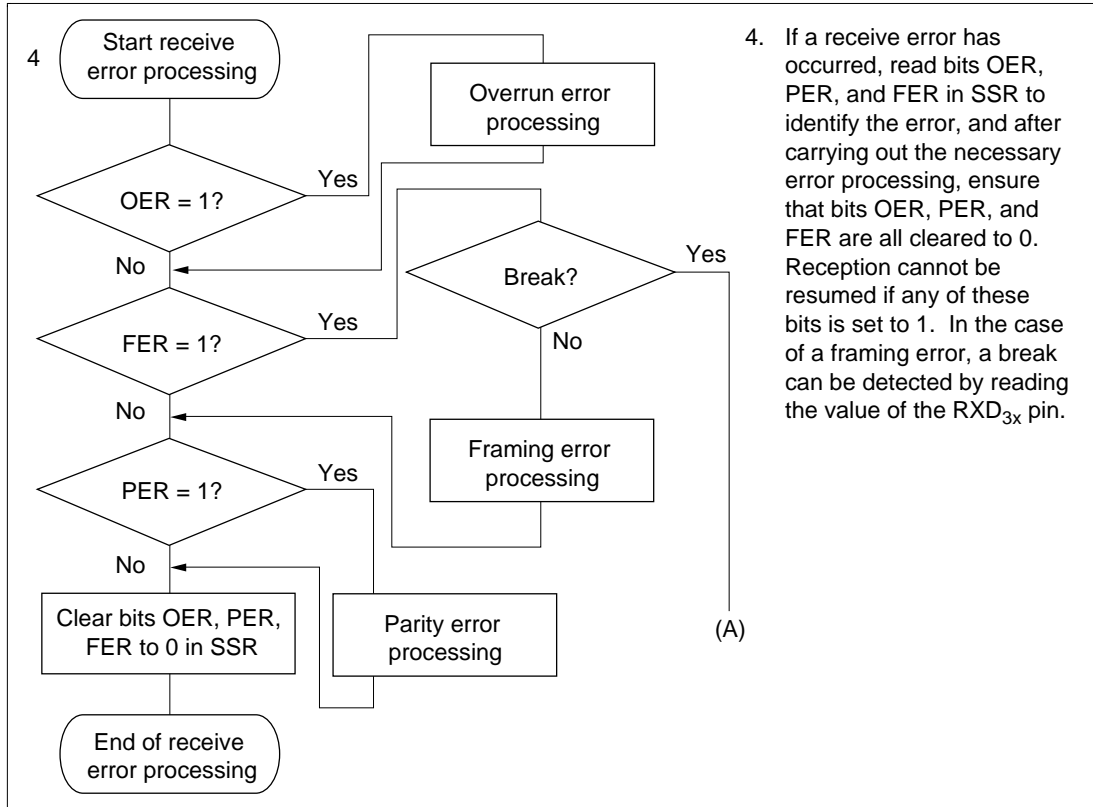 4
Start receive
error processing
Overrun error
processing
Yes
OER = 1?
No
Yes
Break?
Yes
FER = 1?
No
No
Framing error
processing
Yes
PER = 1?
No
Clear bits OER, PER,
FER to 0 in SSR
Parity error
processing
(A)
End of receive
error processing
4. If a receive error has
occurred, read bits OER,
PER, and FER in SSR to
identify the error, and after
carrying out the necessary
error processing, ensure
that bits OER, PER, and
FER are all cleared to 0.
Reception cannot be
resumed if any of these
bits is set to 1. In the case
of a framing error, a break
can be detected by reading
the value of the RXD3x pin.